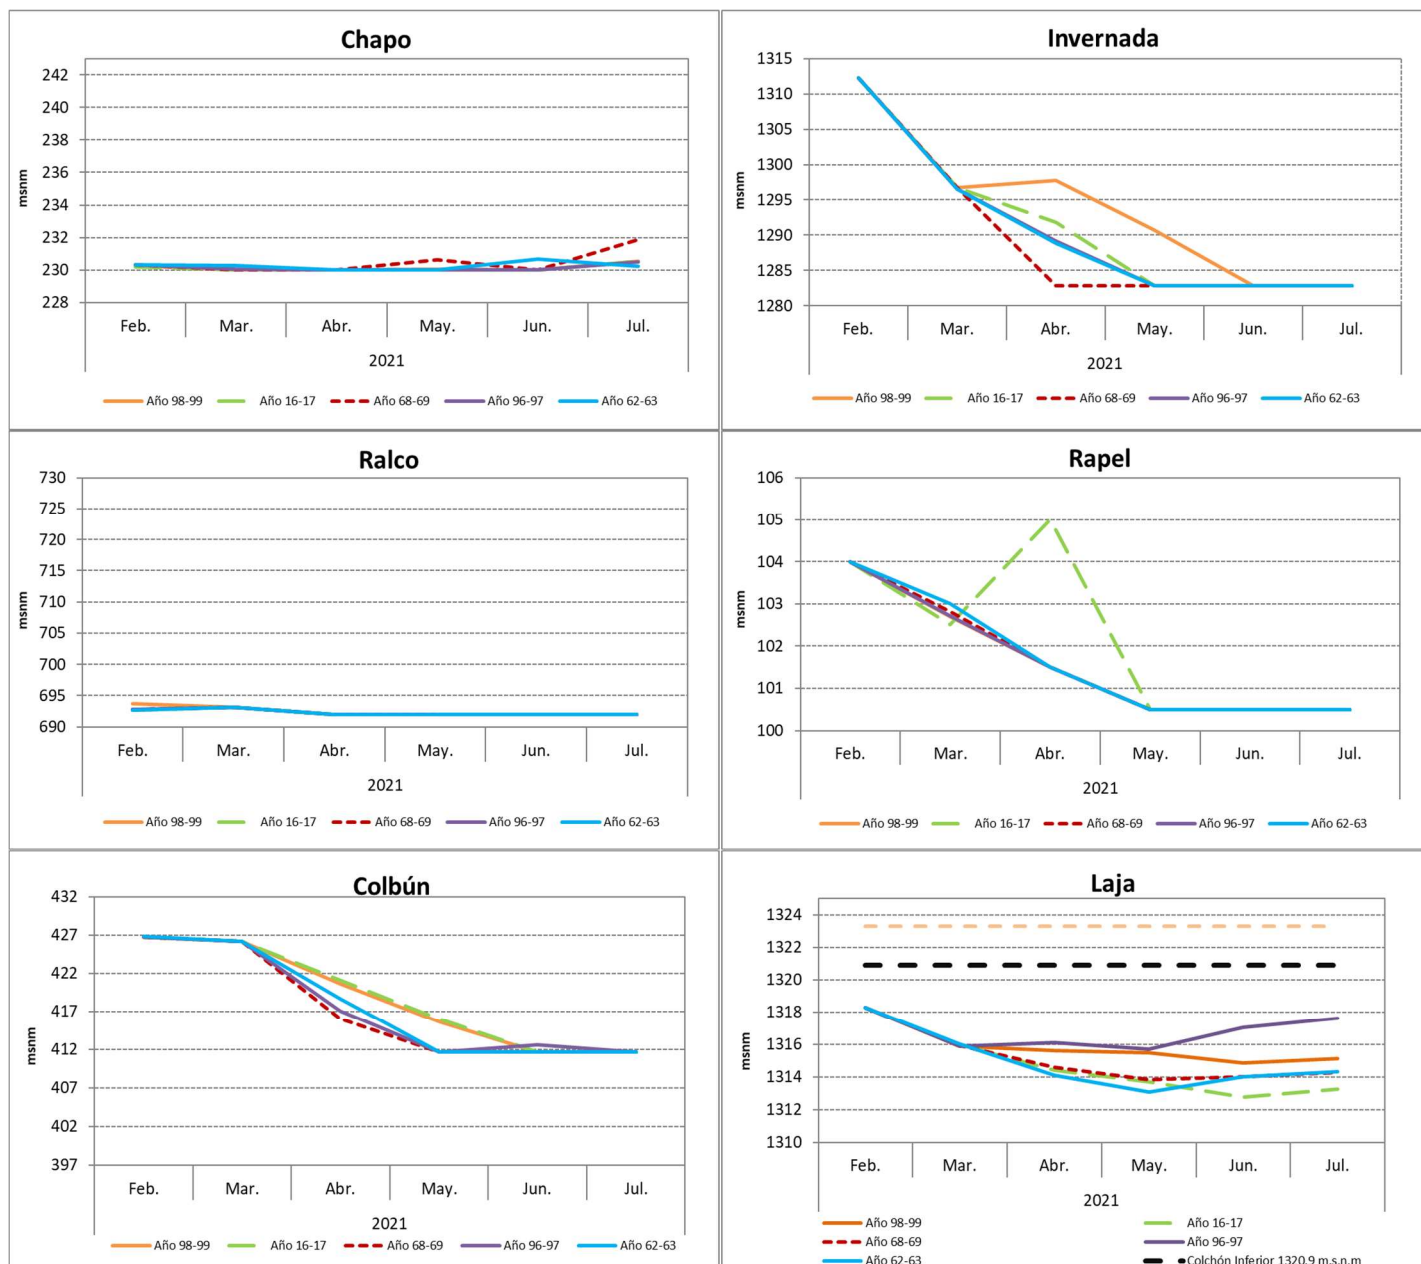 Chapo
242
240
238
236
234
232
230
228
msnm
Feb. Mar. Abr. May. Jun. Jul.
2021
Año 98-99 Año 16-17 Año 68-69 Año 96-97 Año 62-63
Invernada
1315
1310
1305
1300
1295
1290
1285
1280
msnm
Feb. Mar. Abr. May. Jun. Jul.
2021
Año 98-99 Año 16-17 Año 68-69 Año 96-97 Año 62-63
Ralco
730
725
720
715
710
705
700
695
690
msnm
Feb. Mar. Abr. May. Jun. Jul.
2021
Año 98-99 Año 16-17 Año 68-69 Año 96-97 Año 62-63
Rapel
106
105
104
103
102
101
100
msnm
Feb. Mar. Abr. May. Jun. Jul.
2021
Año 98-99 Año 16-17 Año 68-69 Año 96-97 Año 62-63
Colbún
432
427
422
417
412
407
402
397
msnm
Feb. Mar. Abr. May. Jun. Jul.
2021
Año 98-99 Año 16-17 Año 68-69 Año 96-97 Año 62-63
Laja
1324
1322
1320
1318
1316
1314
1312
1310
msnm
Feb. Mar. Abr. May. Jun. Jul.
2021
Año 98-99 Año 16-17
Año 68-69 Año 96-97
Año 62-63 Colchón Inferior 1320.9 m.s.n.m